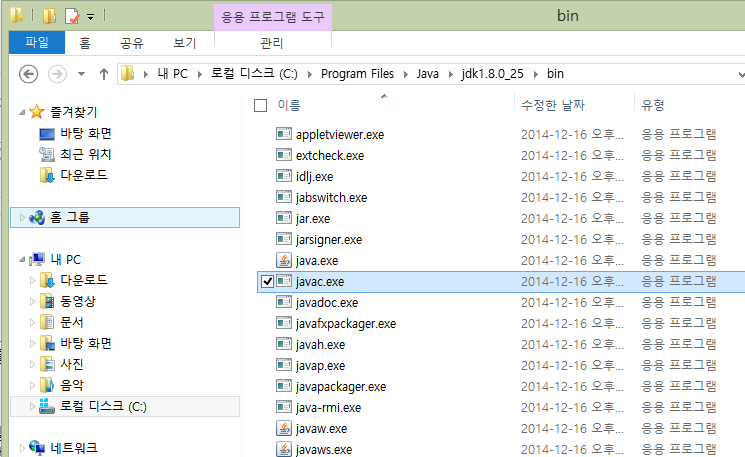 응용 프로그램 도구
bin
파일 홈 공유 보기 관리
내 PC 로컬 디스크 (C:) Program Files Java jdk1.8.0_25 bin
이름 수정한 날짜 유형
즐겨찾기
바탕 화면
최근 위치
다운로드
홈 그룹
내 PC
다운로드
동영상
문서
바탕 화면
사진
음악
로컬 디스크 (C:)
네트워크
appletviewer.exe 2014-12-16 오후... 응용 프로그램
extcheck.exe 2014-12-16 오후... 응용 프로그램
idlj.exe 2014-12-16 오후... 응용 프로그램
jabswitch.exe 2014-12-16 오후... 응용 프로그램
jar.exe 2014-12-16 오후... 응용 프로그램
jarsigner.exe 2014-12-16 오후... 응용 프로그램
java.exe 2014-12-16 오후... 응용 프로그램
javac.exe 2014-12-16 오후... 응용 프로그램
javadoc.exe 2014-12-16 오후... 응용 프로그램
javafxpackager.exe 2014-12-16 오후... 응용 프로그램
javah.exe 2014-12-16 오후... 응용 프로그램
javap.exe 2014-12-16 오후... 응용 프로그램
javapackager.exe 2014-12-16 오후... 응용 프로그램
java-rmi.exe 2014-12-16 오후... 응용 프로그램
javaw.exe 2014-12-16 오후... 응용 프로그램
javaws.exe 2014-12-16 오후... 응용 프로그램